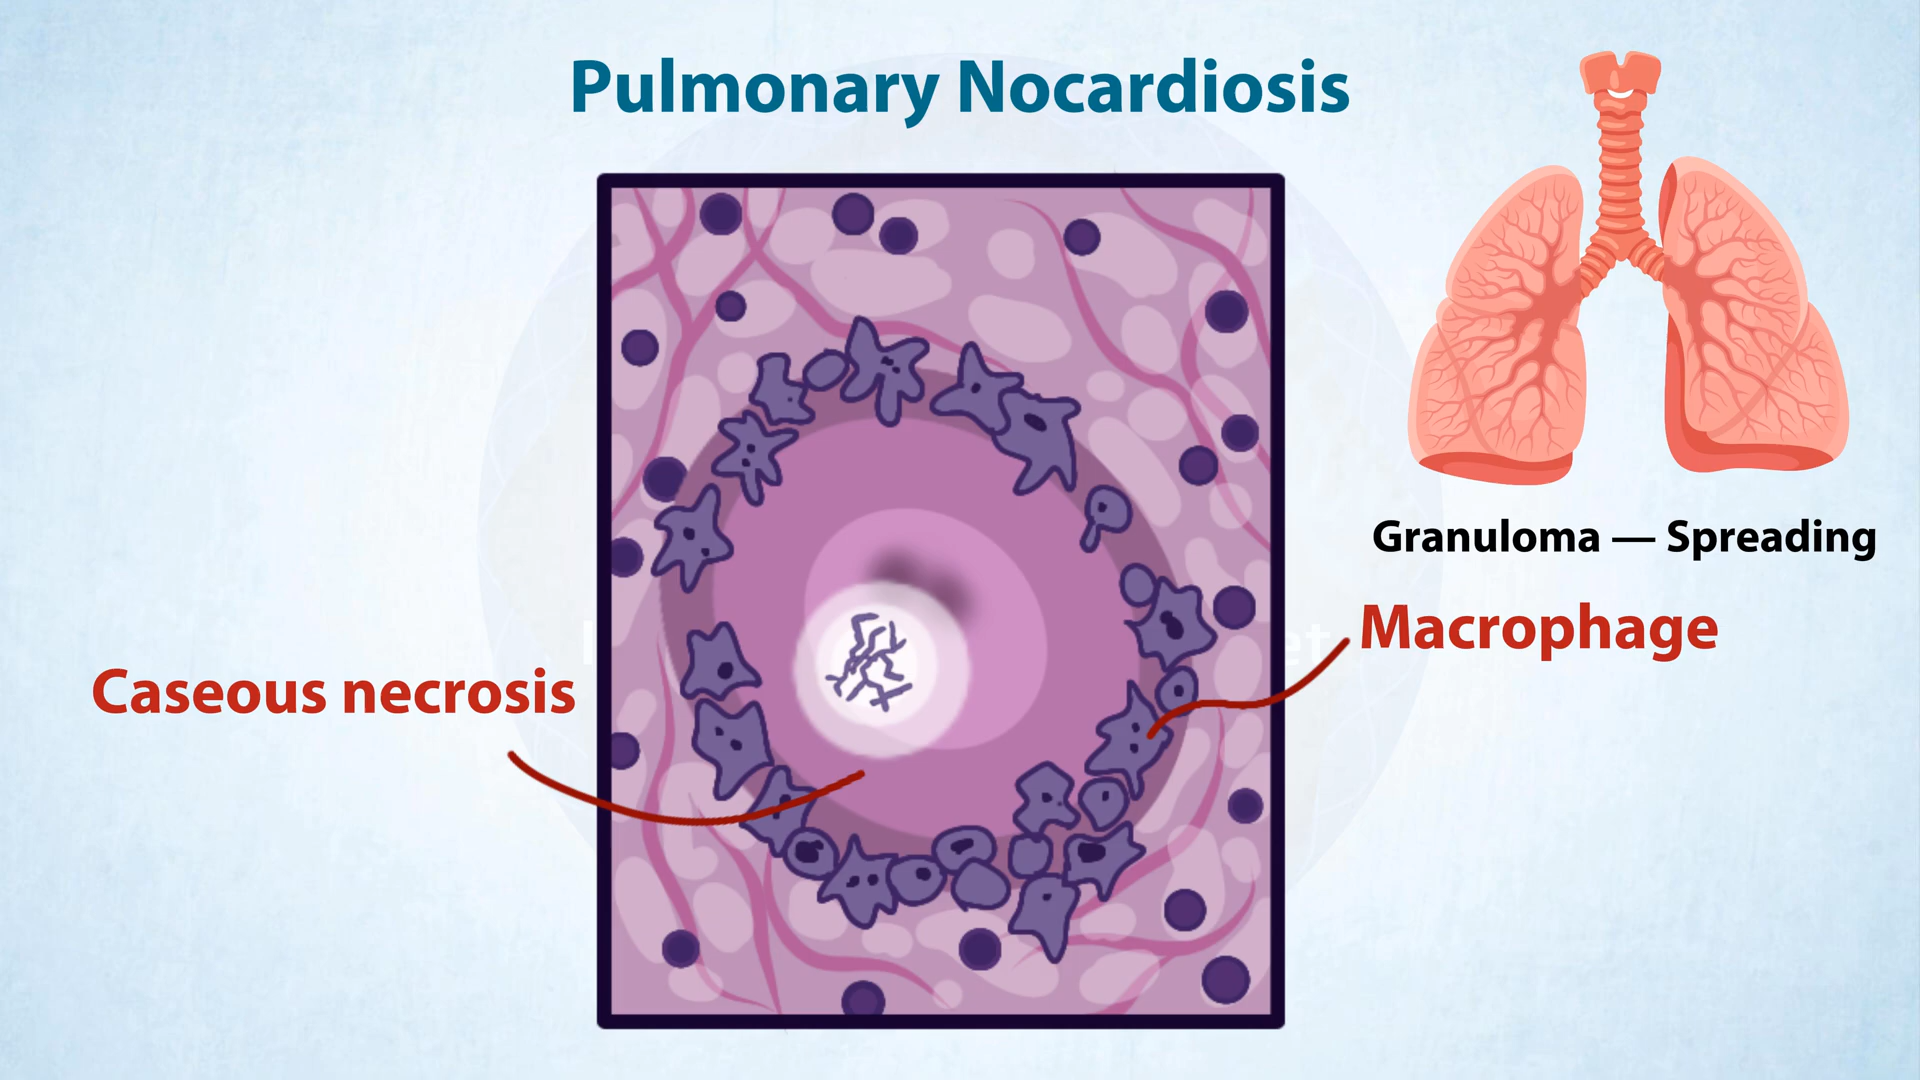 Pulmonary Nocardiosis
Granuloma — Spreading
Macrophage
Caseous necrosis